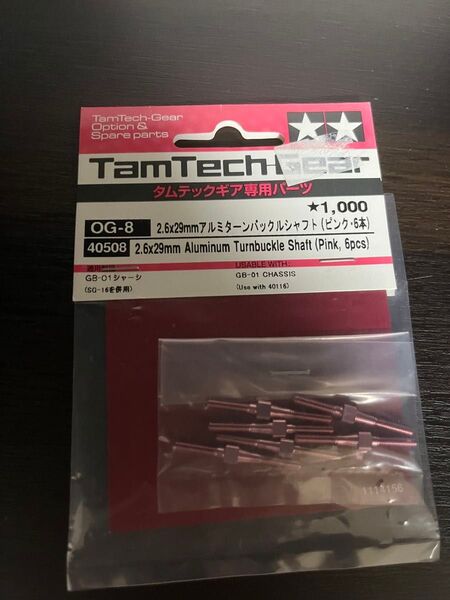 TamTech-Gear
Option &
Spare parts
TamTech-Gear
タムテックギア専用パーツ
★1,000
OG-8 2.6x29mmアルミターンバックルシャフト(ピンク・6本)
40508 2.6x29mm Aluminum Turnbuckle Shaft (Pink, 6pcs)
USABLE WITH:
GB-01シャーシ
GB-01 CHASSIS
(SG-16を併用)
(Use with 40116)
1114156